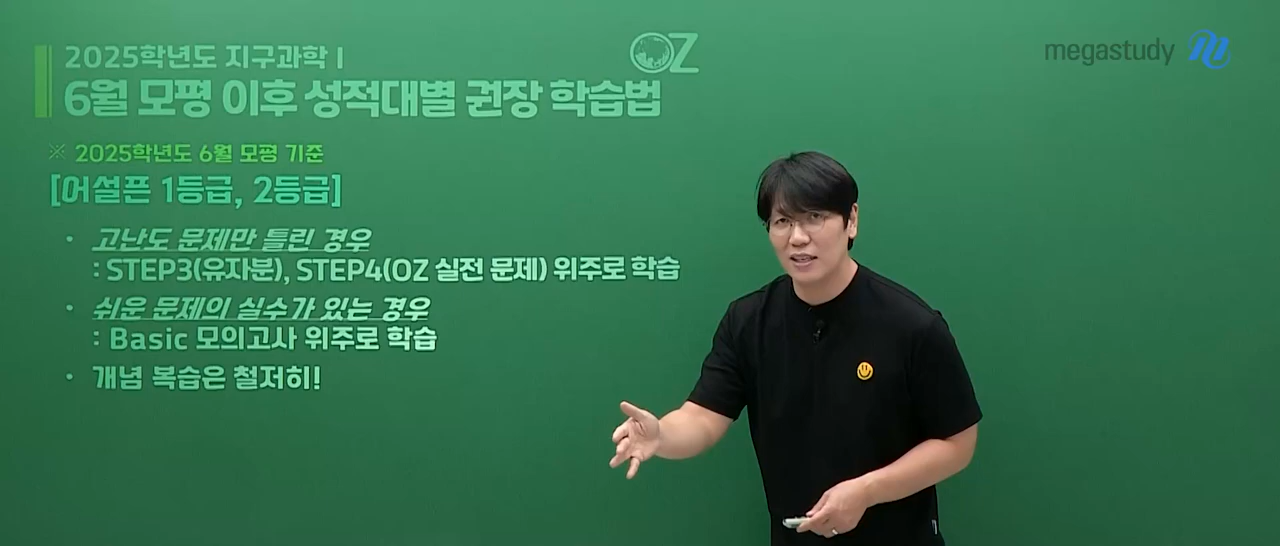 2025학년도 지구과학 I
OZ
megastudy
6월 모평 이후 성적대별 권장 학습법
※ 2025학년도 6월 모평 기준
[어설픈 1등급, 2등급]
• 고난도 문제만 틀린 경우
: STEP3(유자분), STEP4(OZ 실전 문제) 위주로 학습
• 쉬운 문제의 실수가 있는 경우
: Basic 모의고사 위주로 학습
• 개념 복습은 철저히!